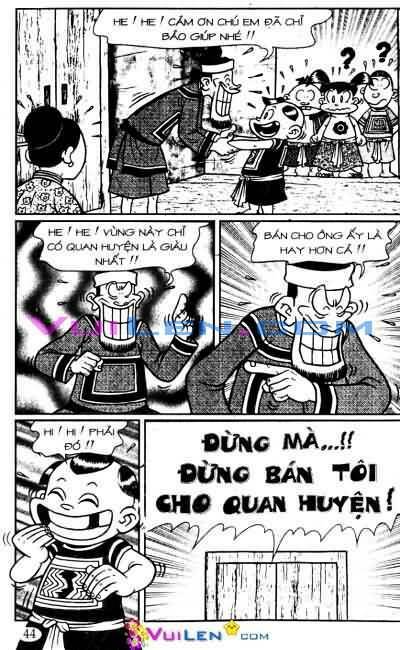 HE! HE! CẢM ƠN CHÚ EM ĐÃ CHỈ
BẢO GIÚP NHÉ!!
?
?
?
HE! HE! VÙNG NÀY CHỈ
CÓ QUAN HUYỆN LÀ GIÀU
NHẤT!!
BÁN CHO ÔNG ẤY LÀ
HAY HƠN CẢ!!
VUILEN.COM
HI! HI! PHẢI
ĐÓ!!
ĐỪNG MÀ...!!
ĐỪNG BÁN TÔI
CHO QUAN HUYỆN!
44
VUILEN.COM